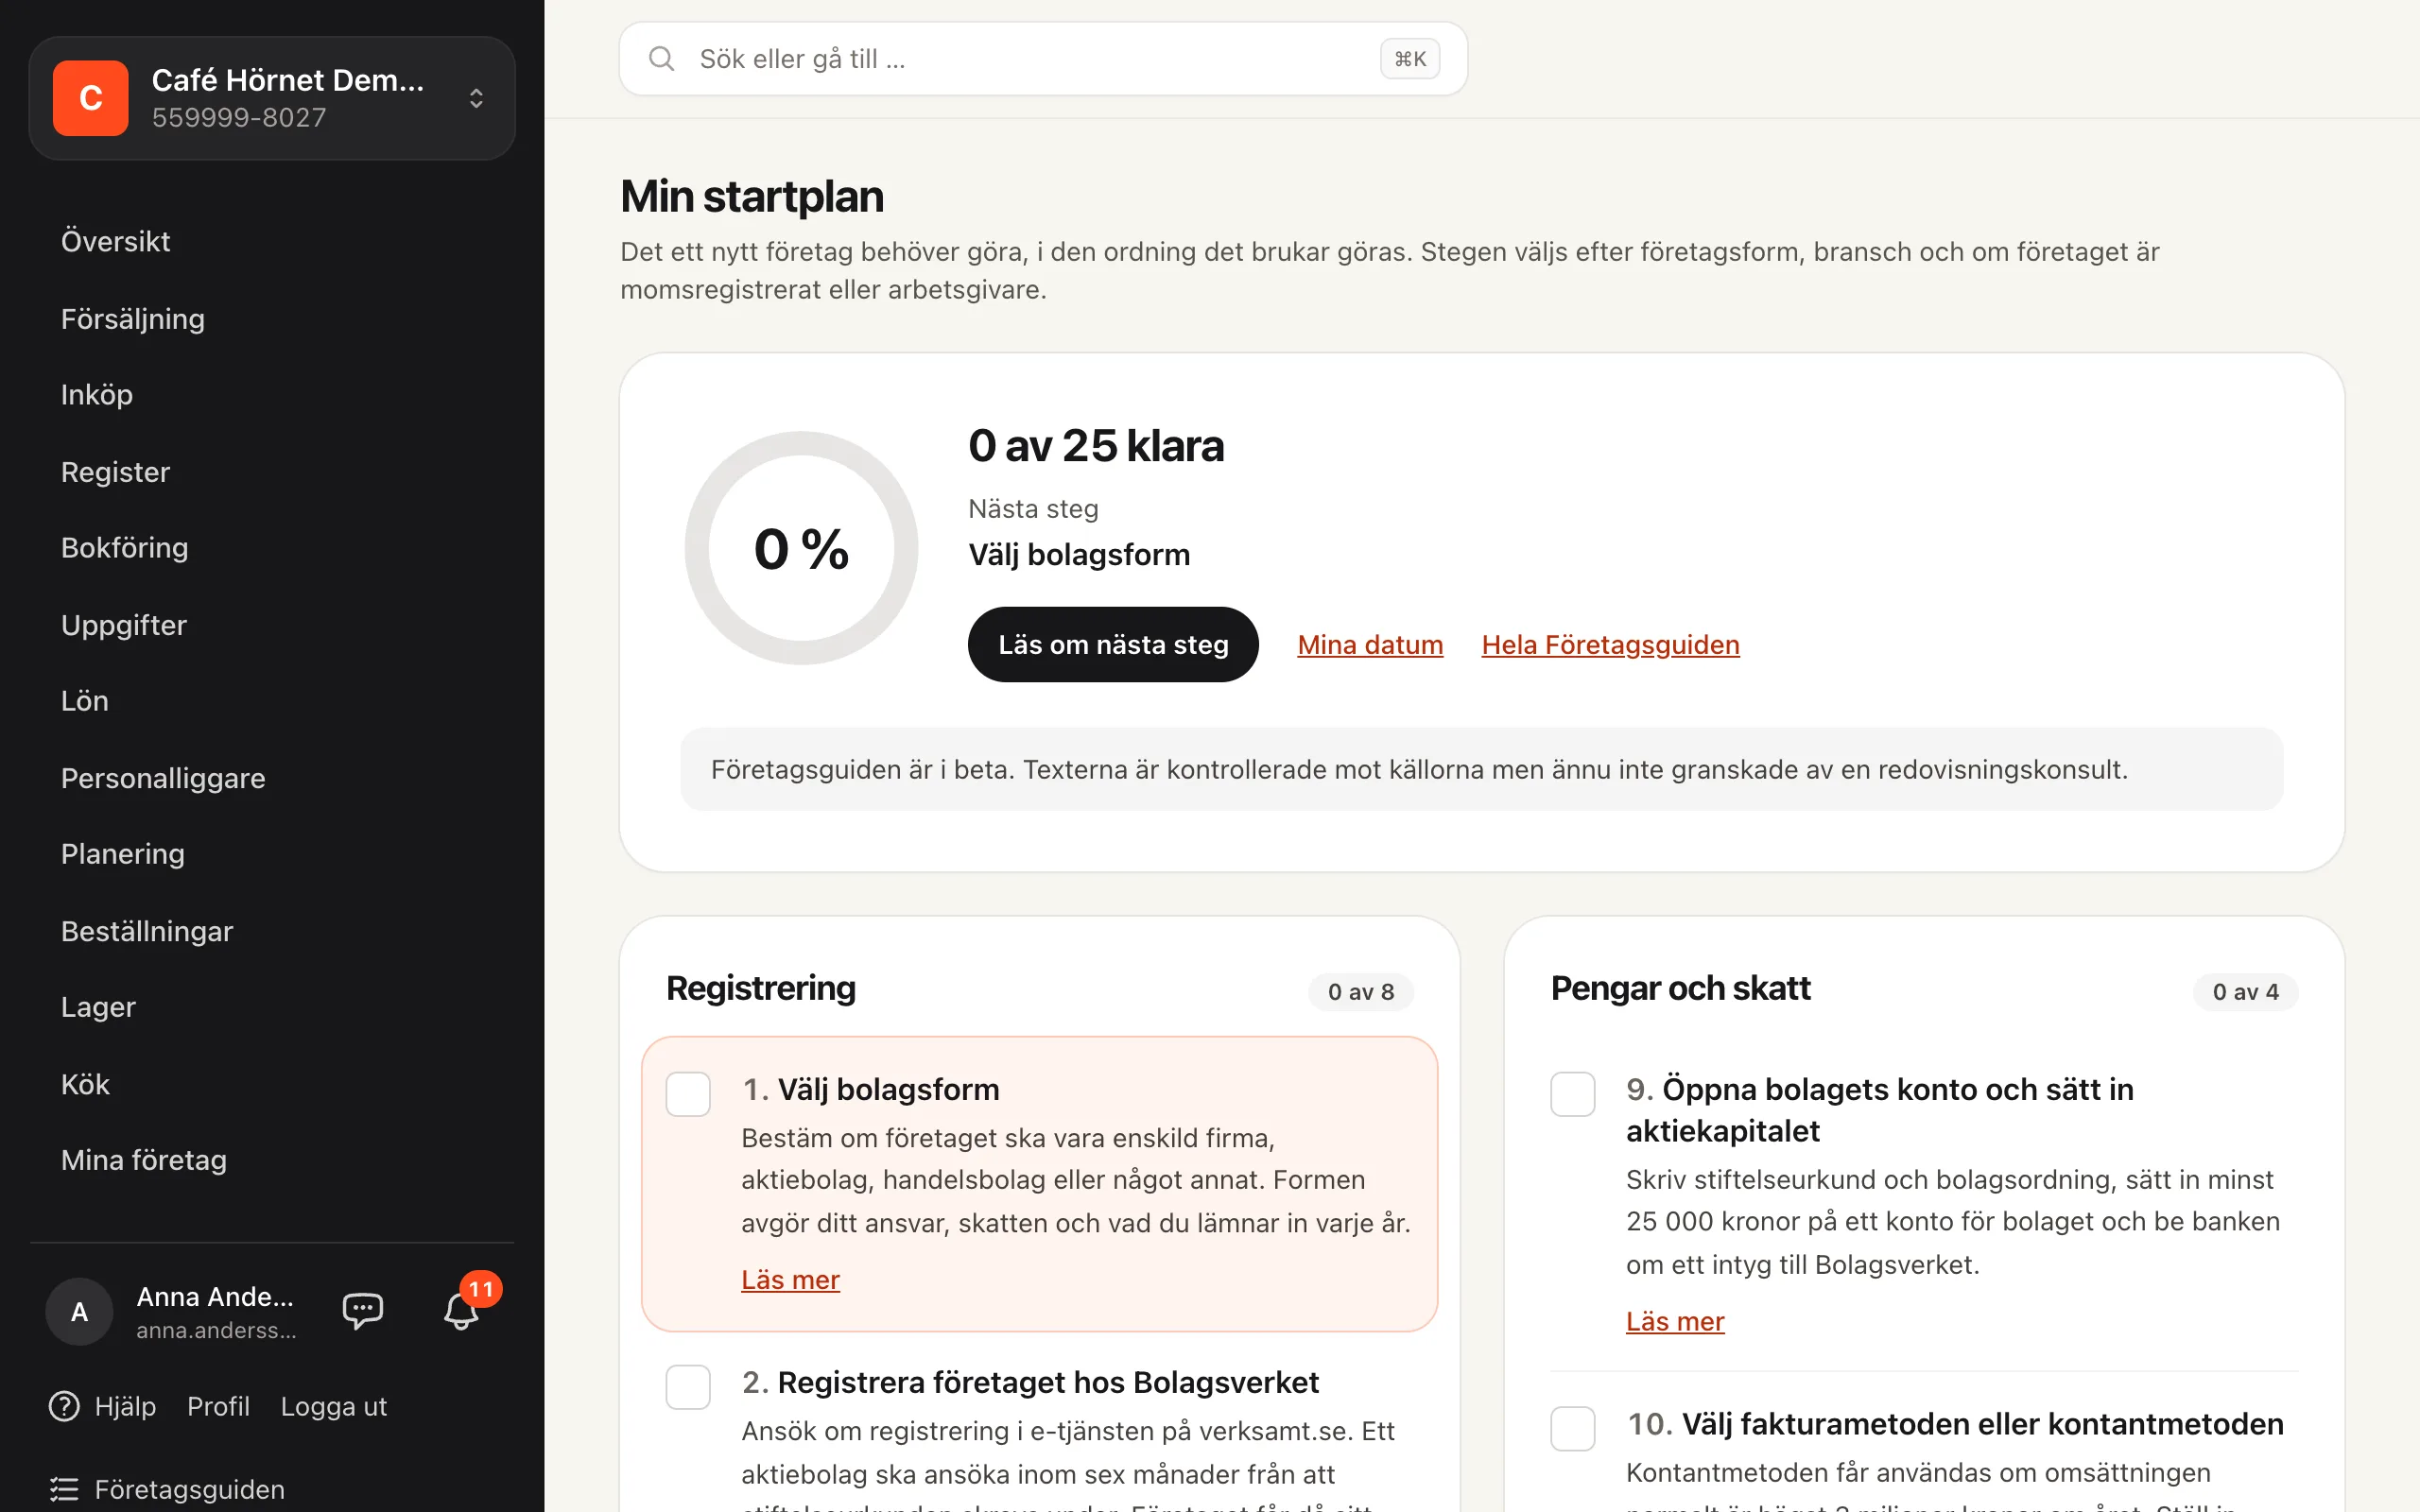 C
Café Hörnet Dem...
559999-8027
Översikt
Försäljning
Inköp
Register
Bokföring
Uppgifter
Lön
Personalliggare
Planering
Beställningar
Lager
Kök
Mina företag
A
Anna Ande...
anna.anderss...
11
Hjälp
Profil
Logga ut
Företagsguiden
Sök eller gå till ...
⌘K
Min startplan
Det ett nytt företag behöver göra, i den ordning det brukar göras. Stegen väljs efter företagsform, bransch och om företaget är
momsregistrerat eller arbetsgivare.
0 %
0 av 25 klara
Nästa steg
Välj bolagsform
Läs om nästa steg
Mina datum
Hela Företagsguiden
Företagsguiden är i beta. Texterna är kontrollerade mot källorna men ännu inte granskade av en redovisningskonsult.
Registrering
0 av 8
1. Välj bolagsform
Bestäm om företaget ska vara enskild firma,
aktiebolag, handelsbolag eller något annat. Formen
avgör ditt ansvar, skatten och vad du lämnar in varje år.
Läs mer
2. Registrera företaget hos Bolagsverket
Ansök om registrering i e-tjänsten på verksamt.se. Ett
aktiebolag ska ansöka inom sex månader från att
Pengar och skatt
0 av 4
9. Öppna bolagets konto och sätt in
aktiekapitalet
Skriv stiftelseurkund och bolagsordning, sätt in minst
25 000 kronor på ett konto för bolaget och be banken
om ett intyg till Bolagsverket.
Läs mer
10. Välj fakturametoden eller kontantmetoden
Kontantmetoden får användas om omsättningen